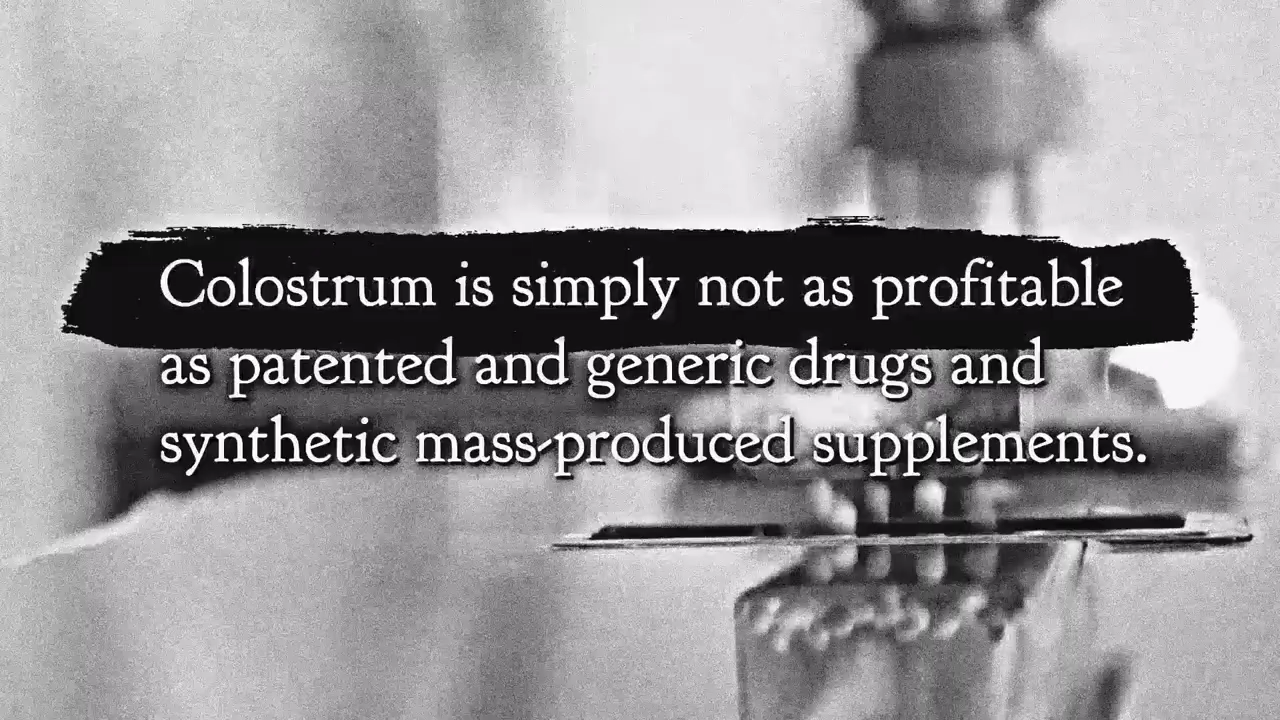 Colostrum is simply not as profitable
as patented and generic drugs and
synthetic mass-produced supplements.